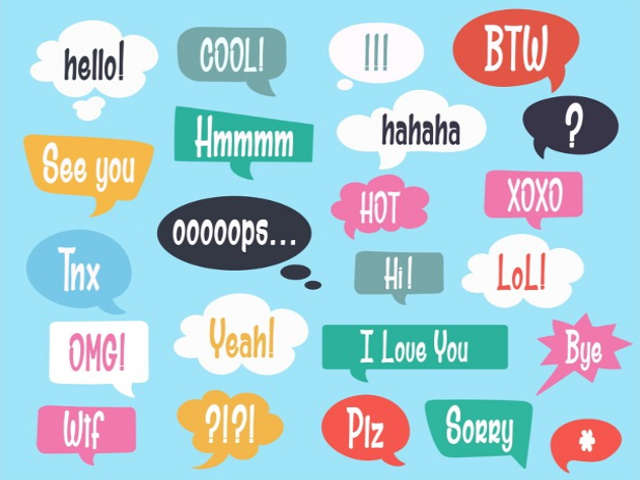 hello!
COOL!
!!!
BTW
Hmmmm
hahaha
?
See you
HOT
XOXO
ooooops...
Tnx
Hi!
LoL!
OMG!
Yeah!
I Love You
Bye
Wtf
?!?!
Plz
Sorry
*